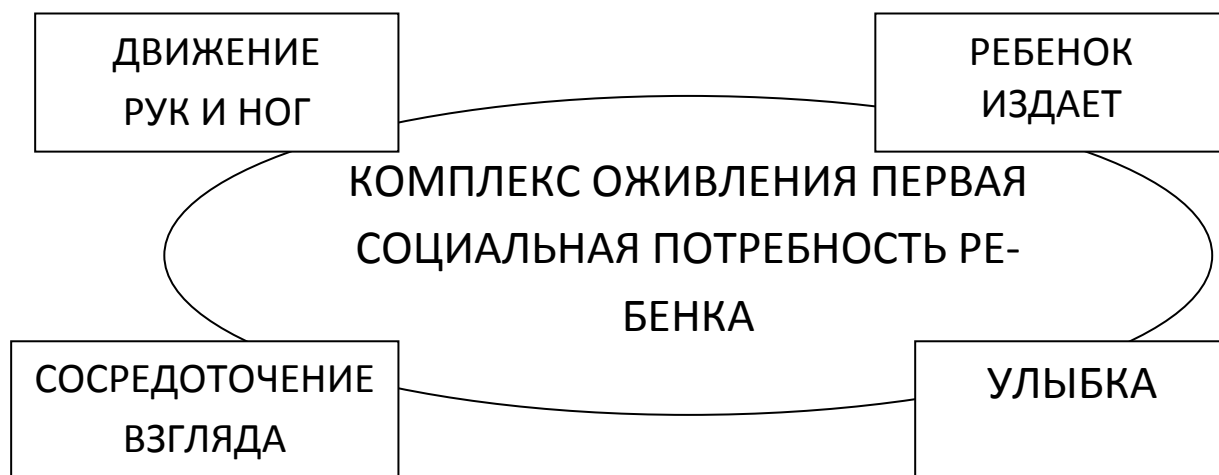 ДВИЖЕНИЕ
РУК И НОГ
РЕБЕНОК
ИЗДАЕТ
КОМПЛЕКС ОЖИВЛЕНИЯ ПЕРВАЯ
СОЦИАЛЬНАЯ ПОТРЕБНОСТЬ РЕ-
БЕНКА
СОСРЕДОТОЧЕНИЕ
ВЗГЛЯДА
УЛЫБКА